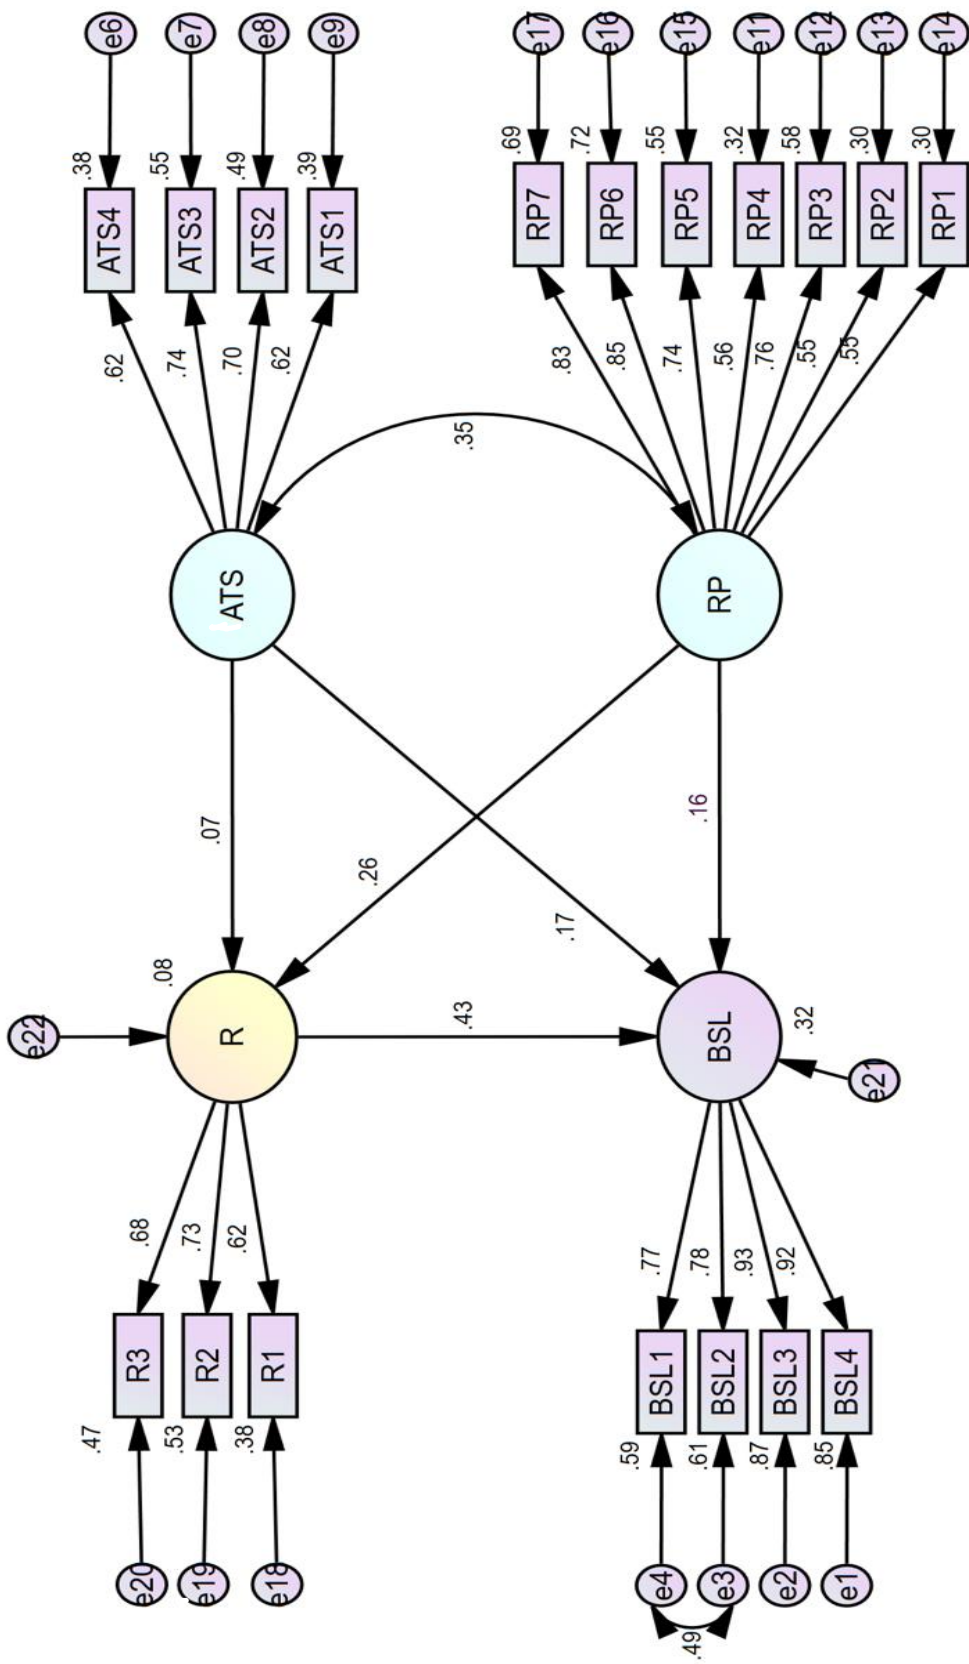 e6
e7
e8
e9
.38
.55
.49
.39
ATS4
ATS3
ATS2
ATS1
.62
.74
.70
.62
e17
e16
e15
e11
e12
e13
e14
.69
.72
.55
.32
.58
.30
.30
RP7
RP6
RP5
RP4
RP3
RP2
RP1
.83
.85
.74
.56
.76
.55
.55
.35
ATS
RP
.07
.26
.17
.16
e22
.08
R
.43
BSL
.32
e21
.68
.73
.62
R3
R2
R1
.47
.53
.38
e20
e19
e18
.77
.78
.93
.92
BSL1
BSL2
BSL3
BSL4
.59
.61
.87
.85
e4
e3
e2
e1
.49